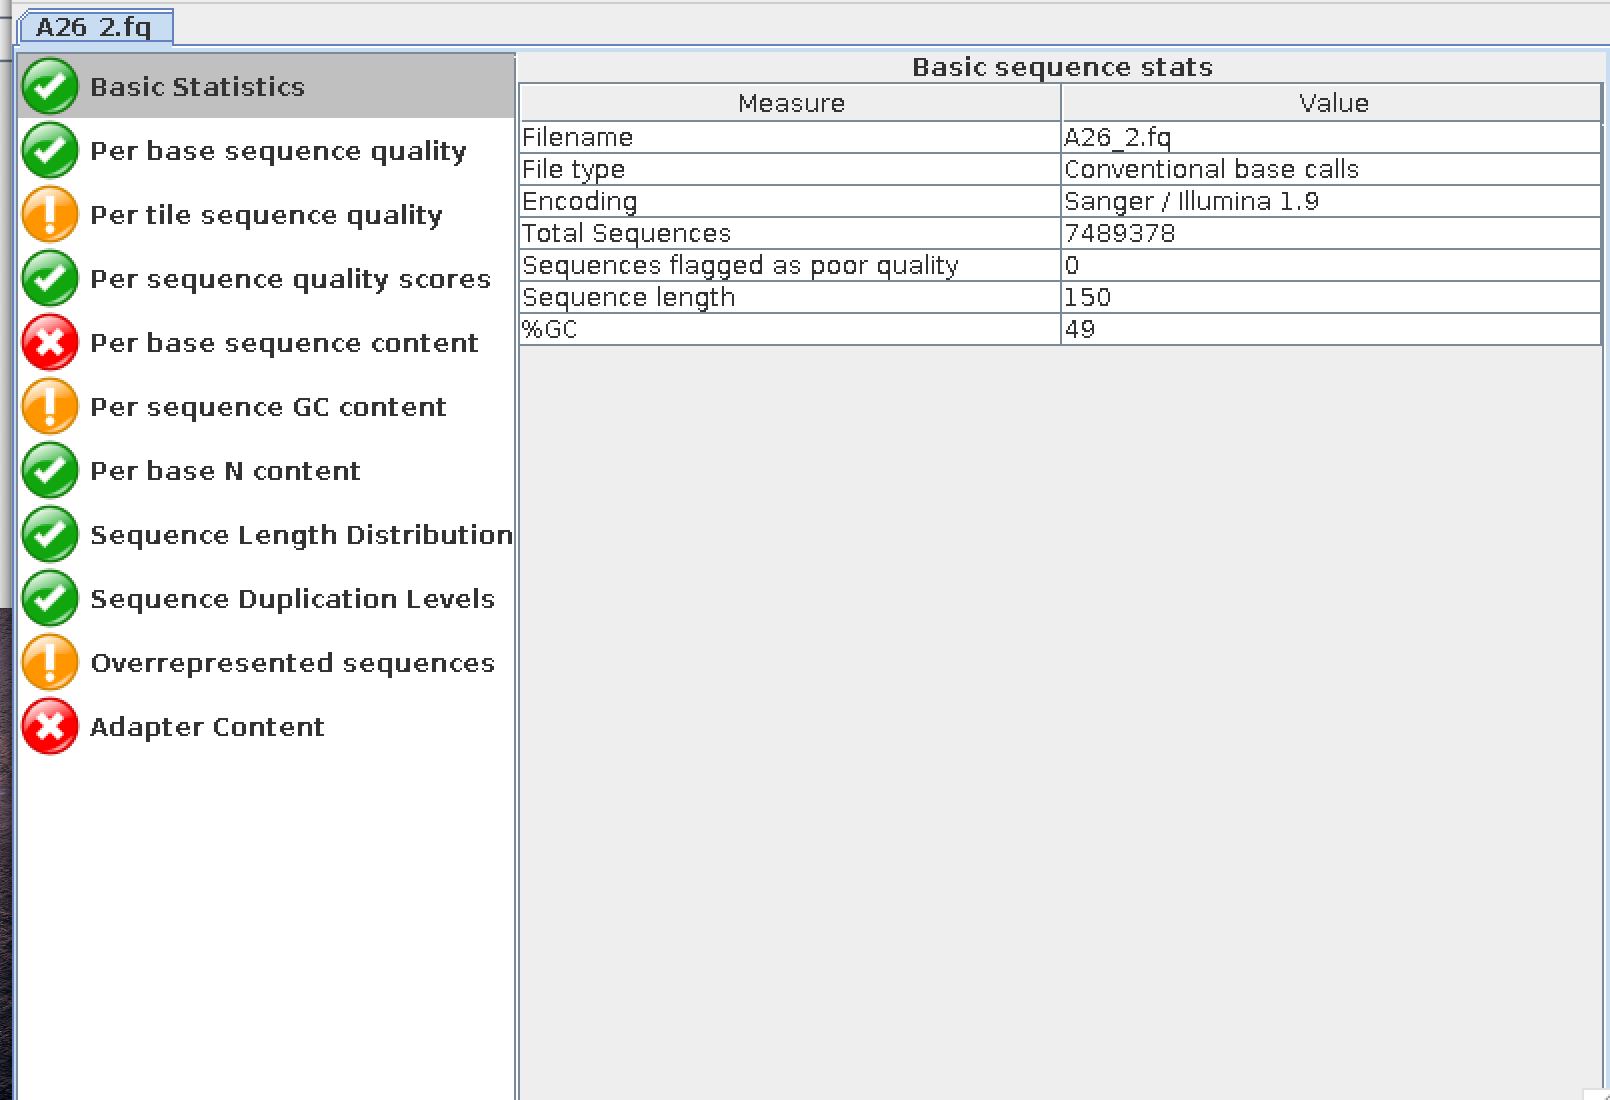 A26_2.fq
Basic Statistics
Per base sequence quality
Per tile sequence quality
Per sequence quality scores
Per base sequence content
Per sequence GC content
Per base N content
Sequence Length Distribution
Sequence Duplication Levels
Overrepresented sequences
Adapter Content
Basic sequence stats
Measure Value
Filename A26_2.fq
File type Conventional base calls
Encoding Sanger / Illumina 1.9
Total Sequences 7489378
Sequences flagged as poor quality 0
Sequence length 150
%GC 49